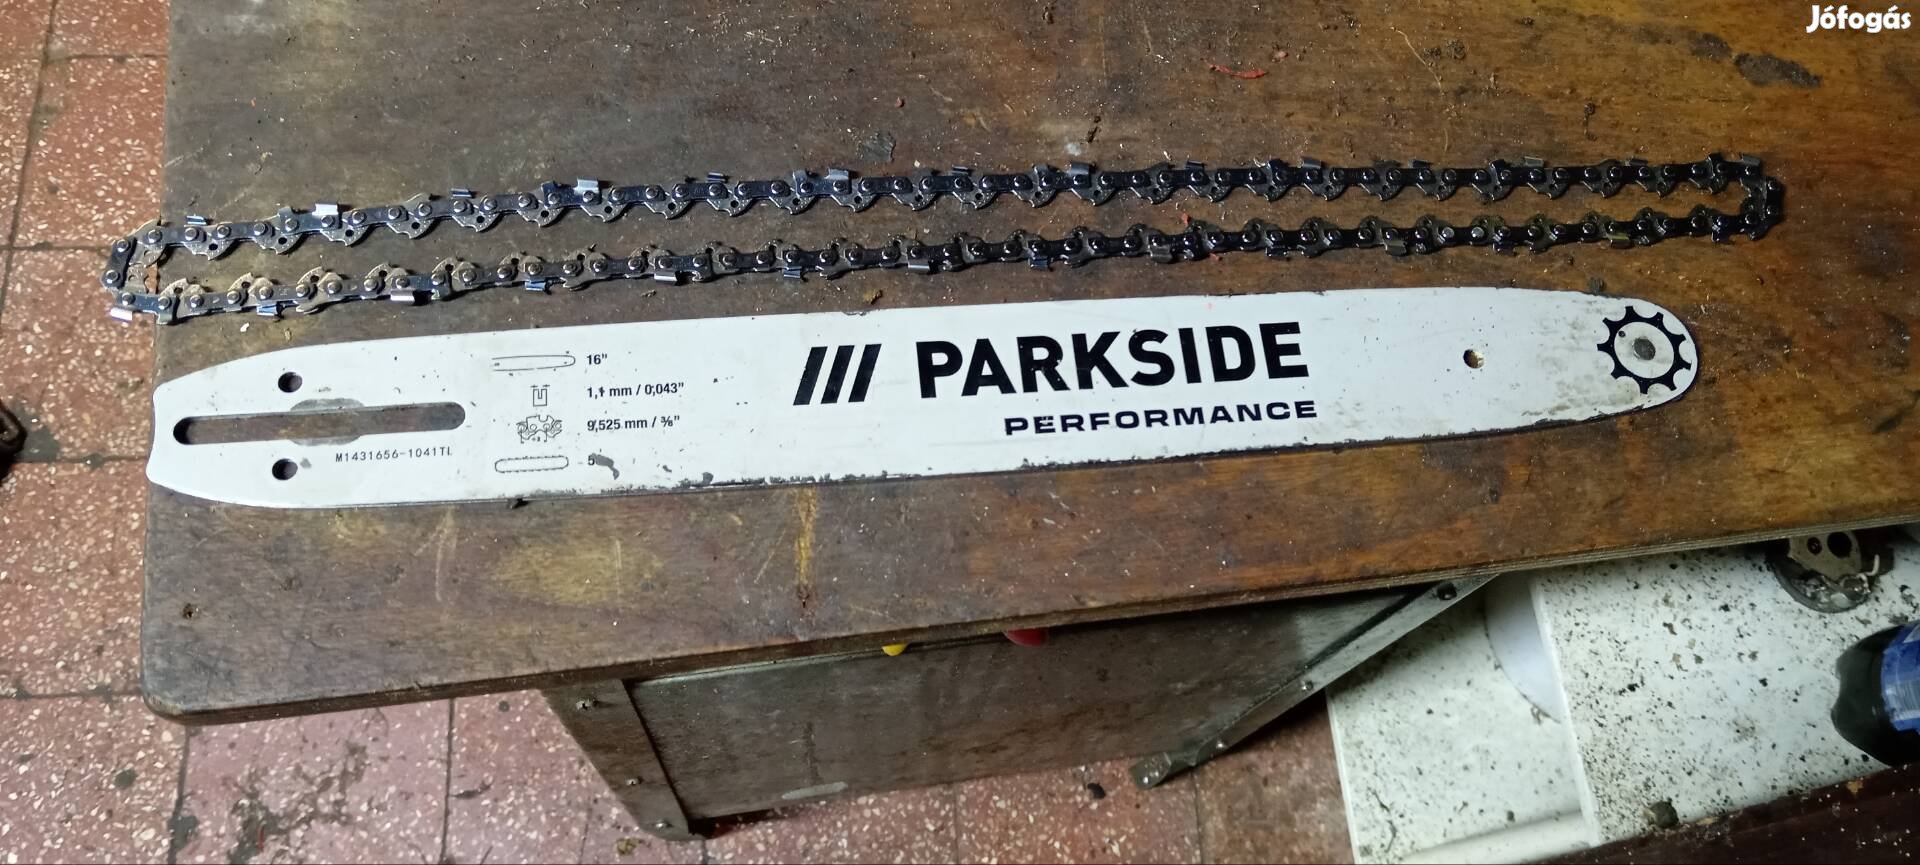 Jófogás
16"
1,1 mm / 0,043"
9,525 mm / ⅜"
M1431656-1041TL
PARKSIDE
PERFORMANCE